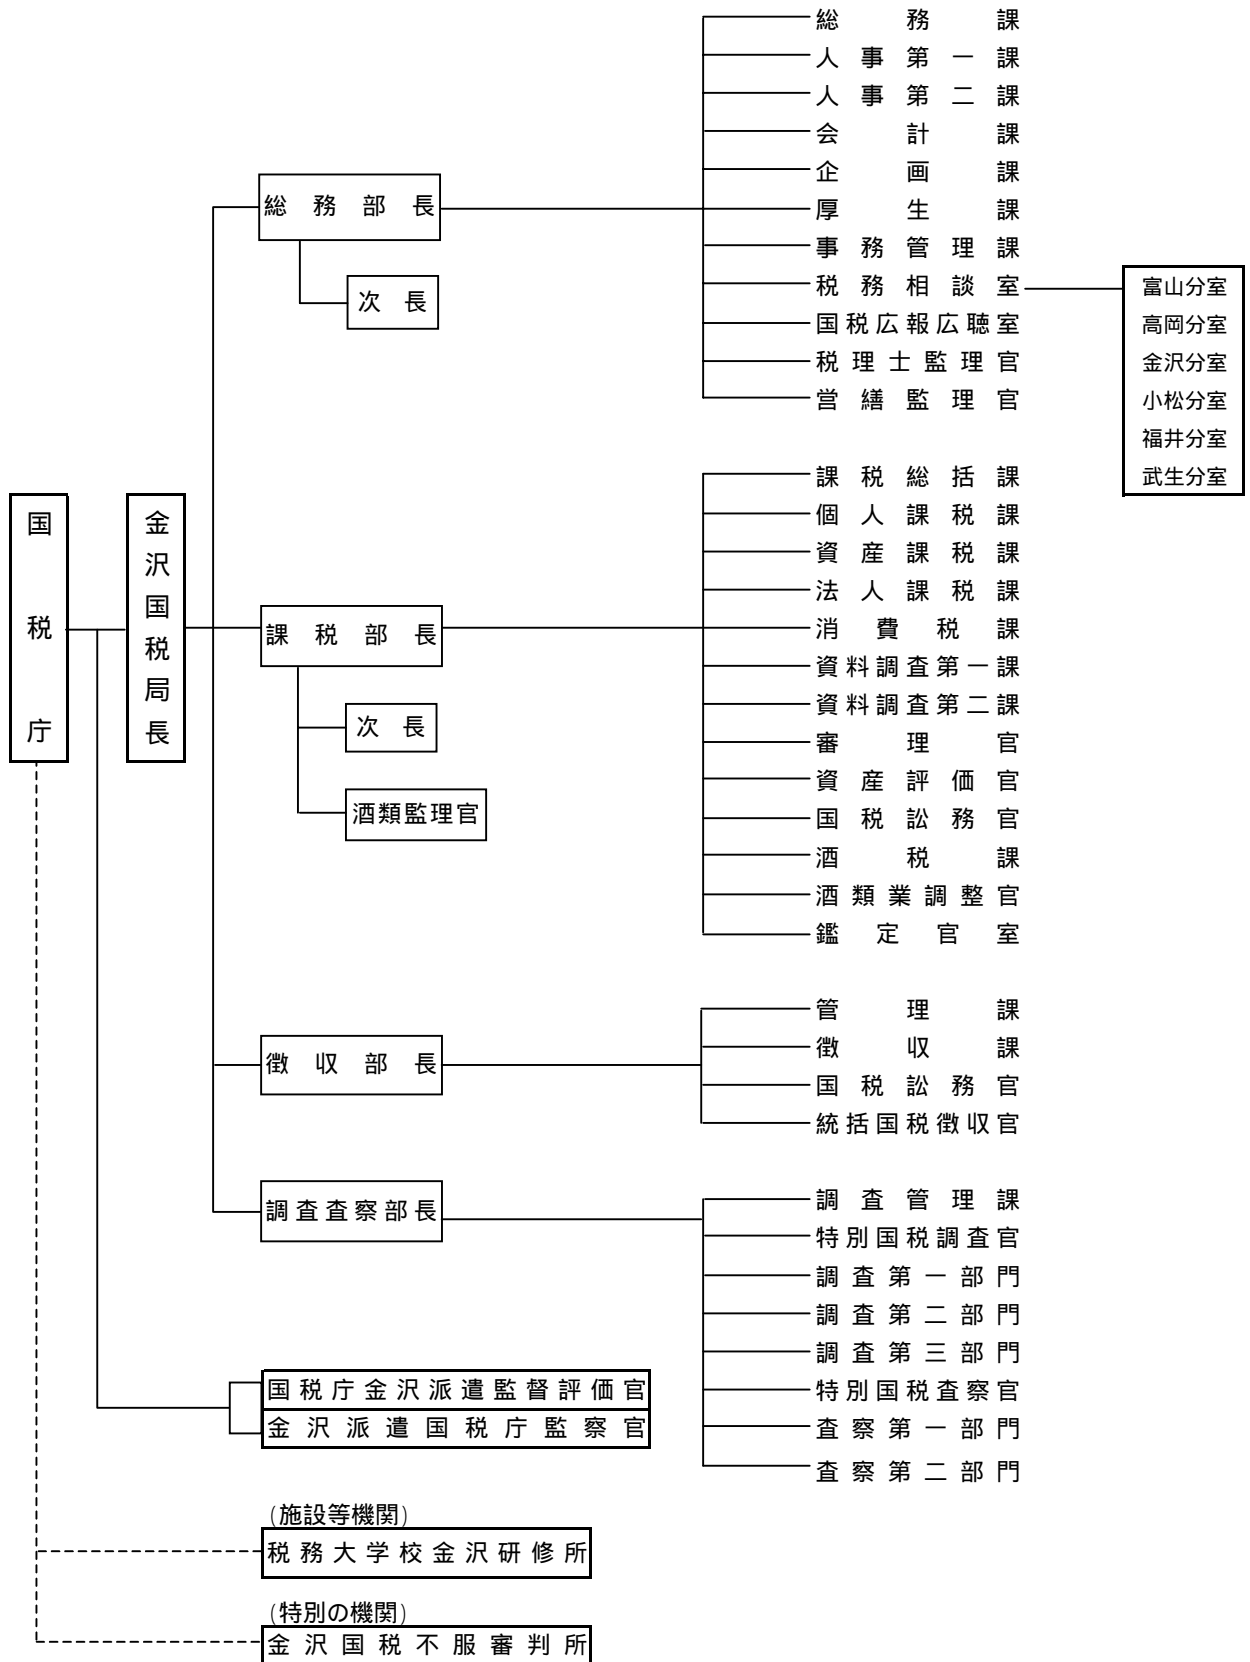 国税庁
金沢国税局長
総務部長
次長
総務課
人事第一課
人事第二課
会計課
企画課
厚生課
事務管理課
税務相談室
国税広報広聴室
税理士監理官
営繕監理官
富山分室
高岡分室
金沢分室
小松分室
福井分室
武生分室
課税部長
次長
酒類監理官
課税総括課
個人課税課
資産課税課
法人課税課
消費税課
資料調査第一課
資料調査第二課
審理官
資産評価官
国税訟務官
酒税課
酒類業調整官
鑑定官室
徴収部長
管理課
徴収課
国税訟務官
統括国税徴収官
調査査察部長
調査管理課
特別国税調査官
調査第一部門
調査第二部門
調査第三部門
特別国税査察官
査察第一部門
査察第二部門
国税庁金沢派遣監督評価官
金沢派遣国税庁監察官
(施設等機関)
税務大学校金沢研修所
(特別の機関)
金沢国税不服審判所